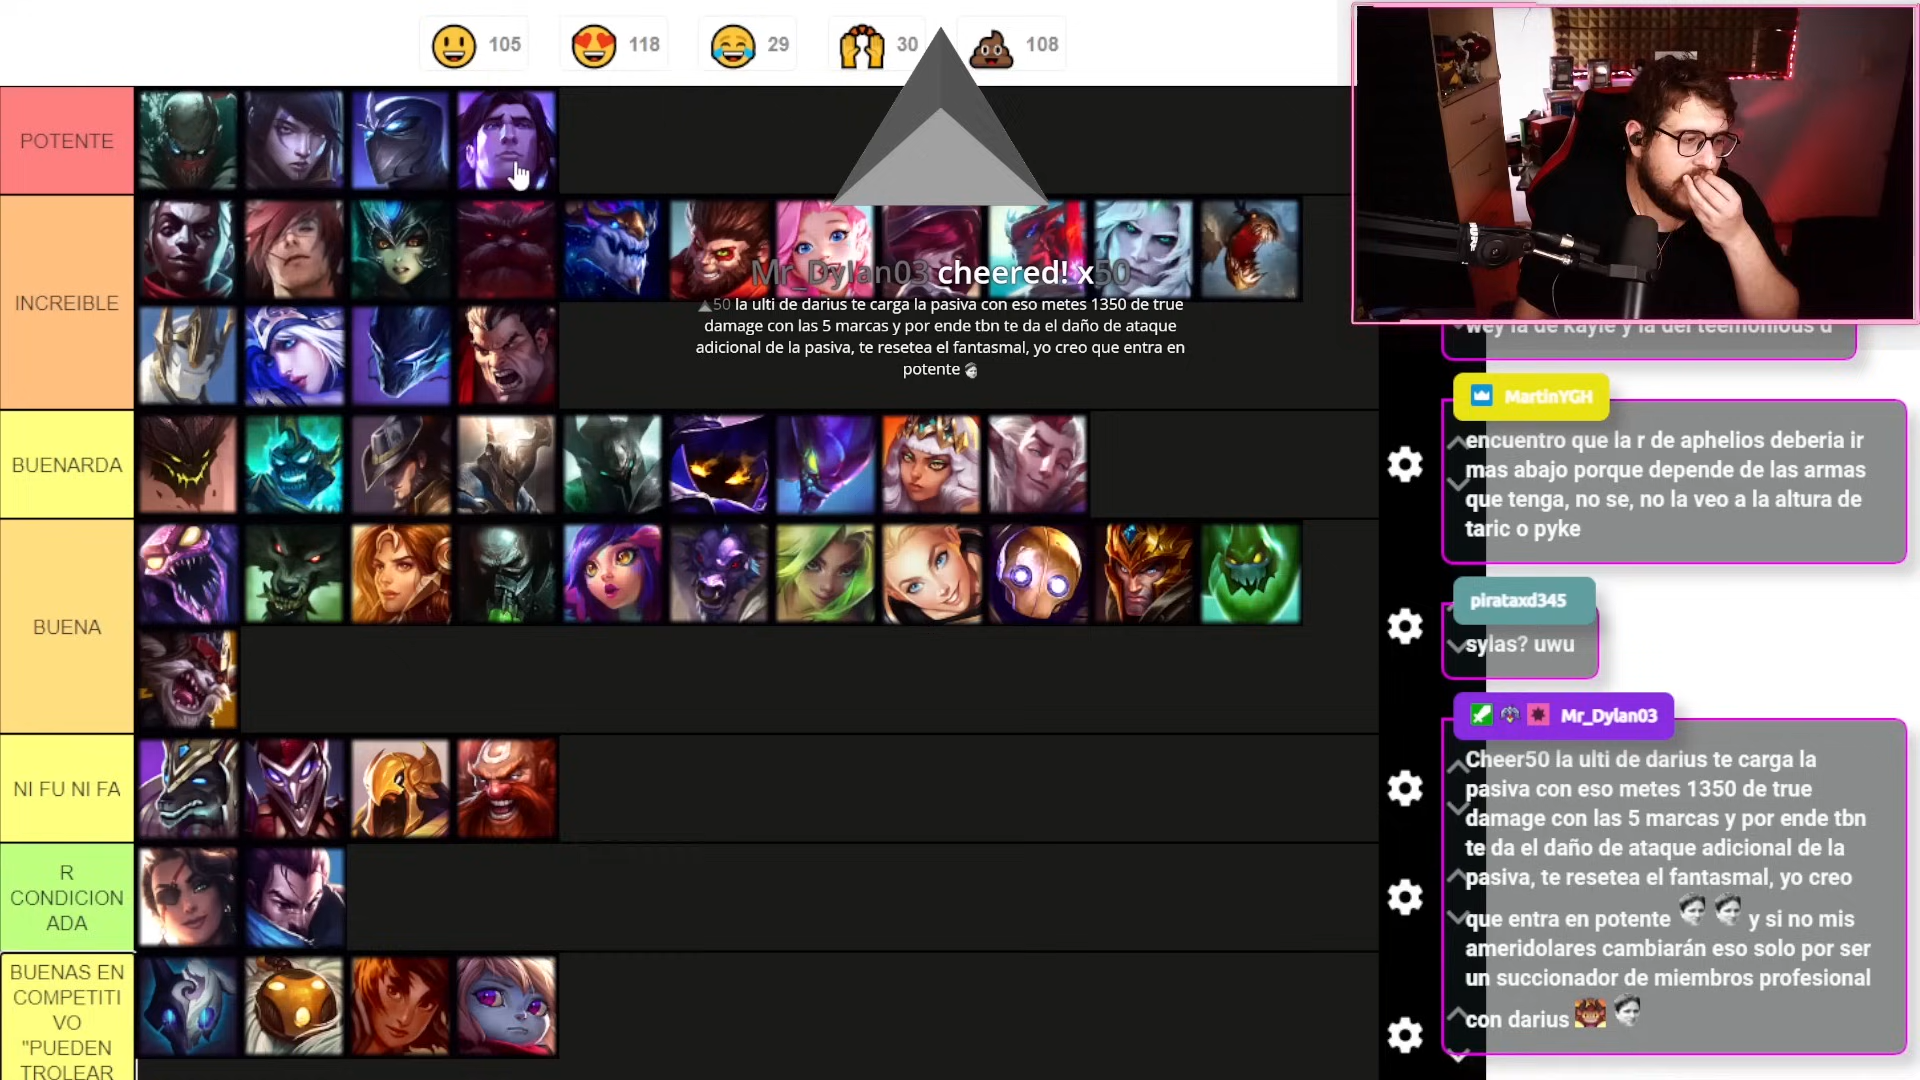 105
118
29
30
108
POTENTE
INCREIBLE
BUENARDA
BUENA
NI FU NI FA
R
CONDICION
ADA
BUENAS EN
COMPETITI
VO
"PUEDEN
TROLEAR
Mr_Dylan03 cheered! x50
50 la ulti de darius te carga la pasiva con eso metes 1350 de true
damage con las 5 marcas y por ende tbn te da el daño de ataque
adicional de la pasiva, te resetea el fantasmal, yo creo que entra en
potente
wey la de kayle y la del teemonious d
MartinYGH
encuentro que la r de aphelios deberia ir
mas abajo porque depende de las armas
que tenga, no se, no la veo a la altura de
taric o pyke
pirataxd345
sylas? uwu
Mr_Dylan03
Cheer50 la ulti de darius te carga la
pasiva con eso metes 1350 de true
damage con las 5 marcas y por ende tbn
te da el daño de ataque adicional de la
pasiva, te resetea el fantasmal, yo creo
que entra en potente y si no mis
ameridolares cambiarán eso solo por ser
un succionador de miembros profesional
con darius